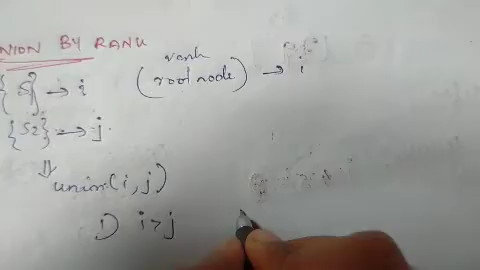 NION BY RANK
rank
(root node) → i
{S1} → i
{S2} → j
⇓
union(i, j)
1) i>j